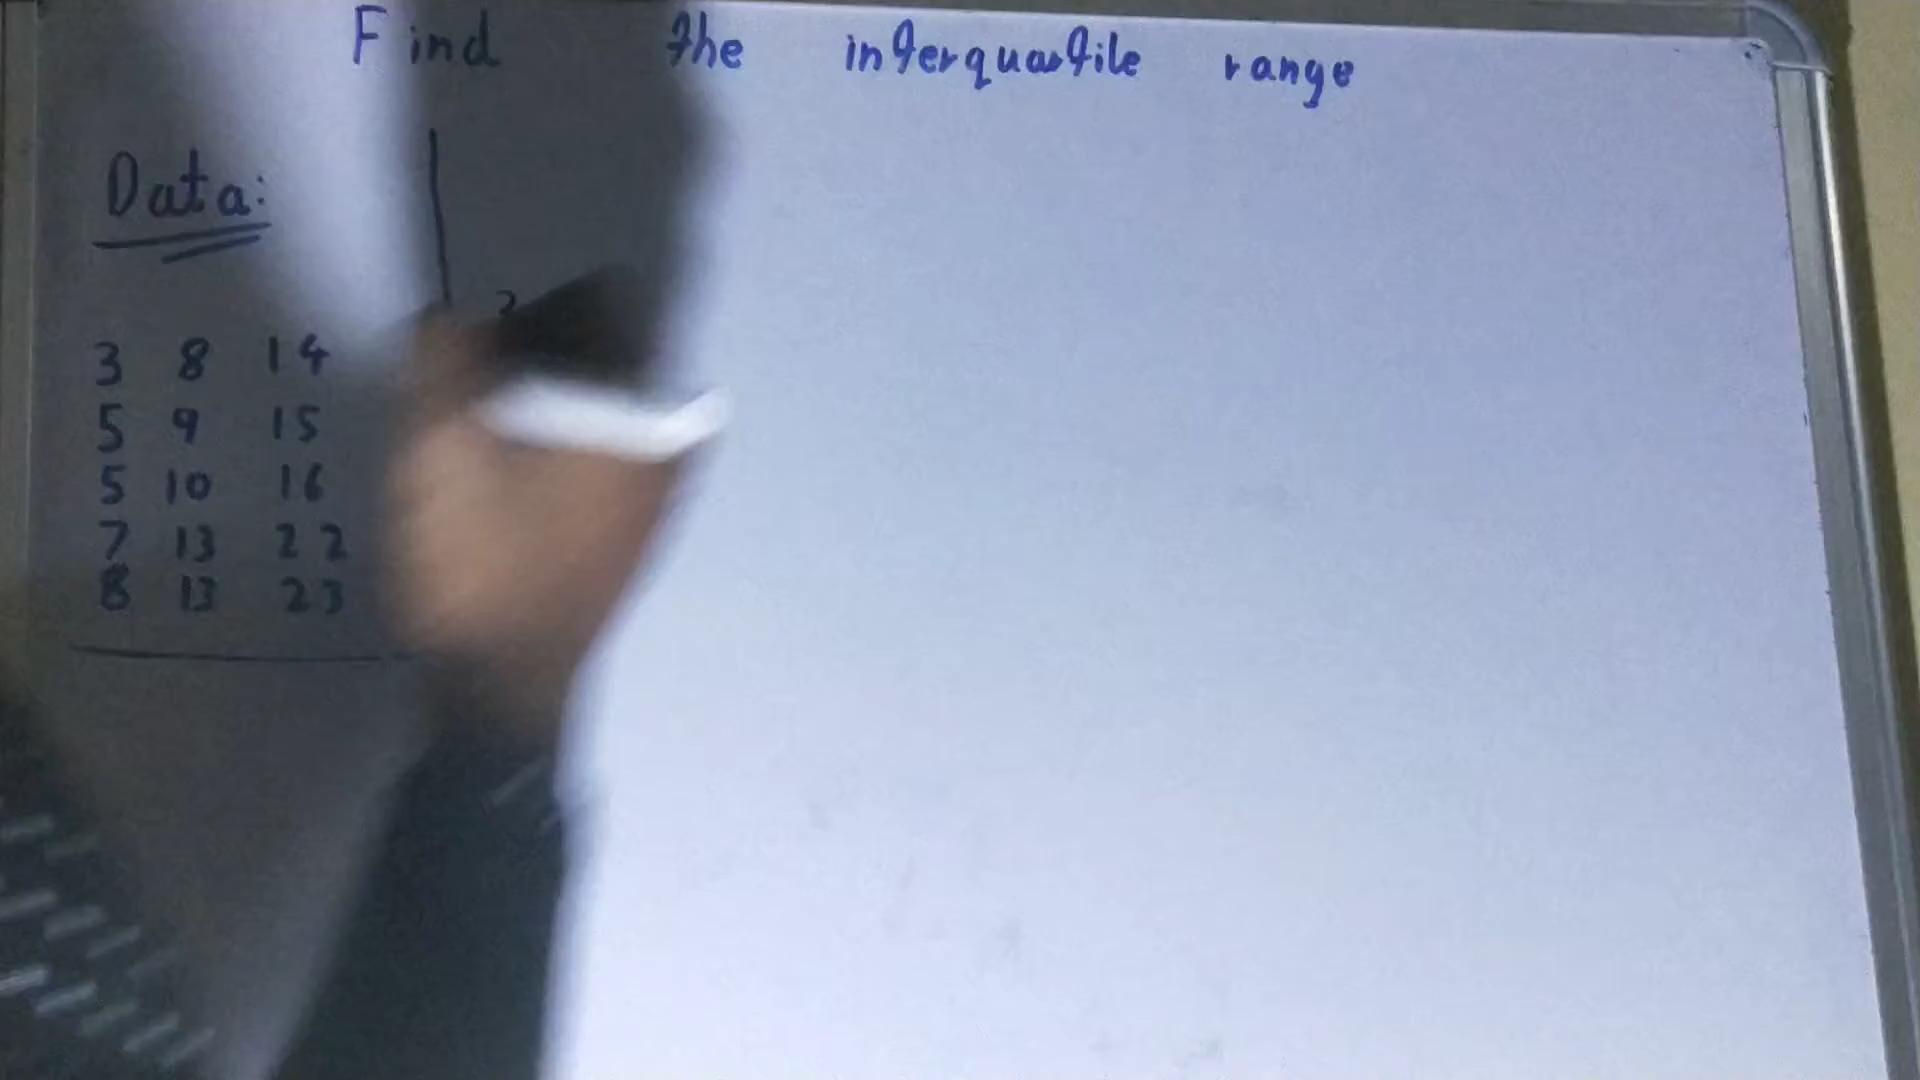 Find the interquartile range
Data:
3 8 14
5 9 15
5 10 16
7 13 22
8 13 23